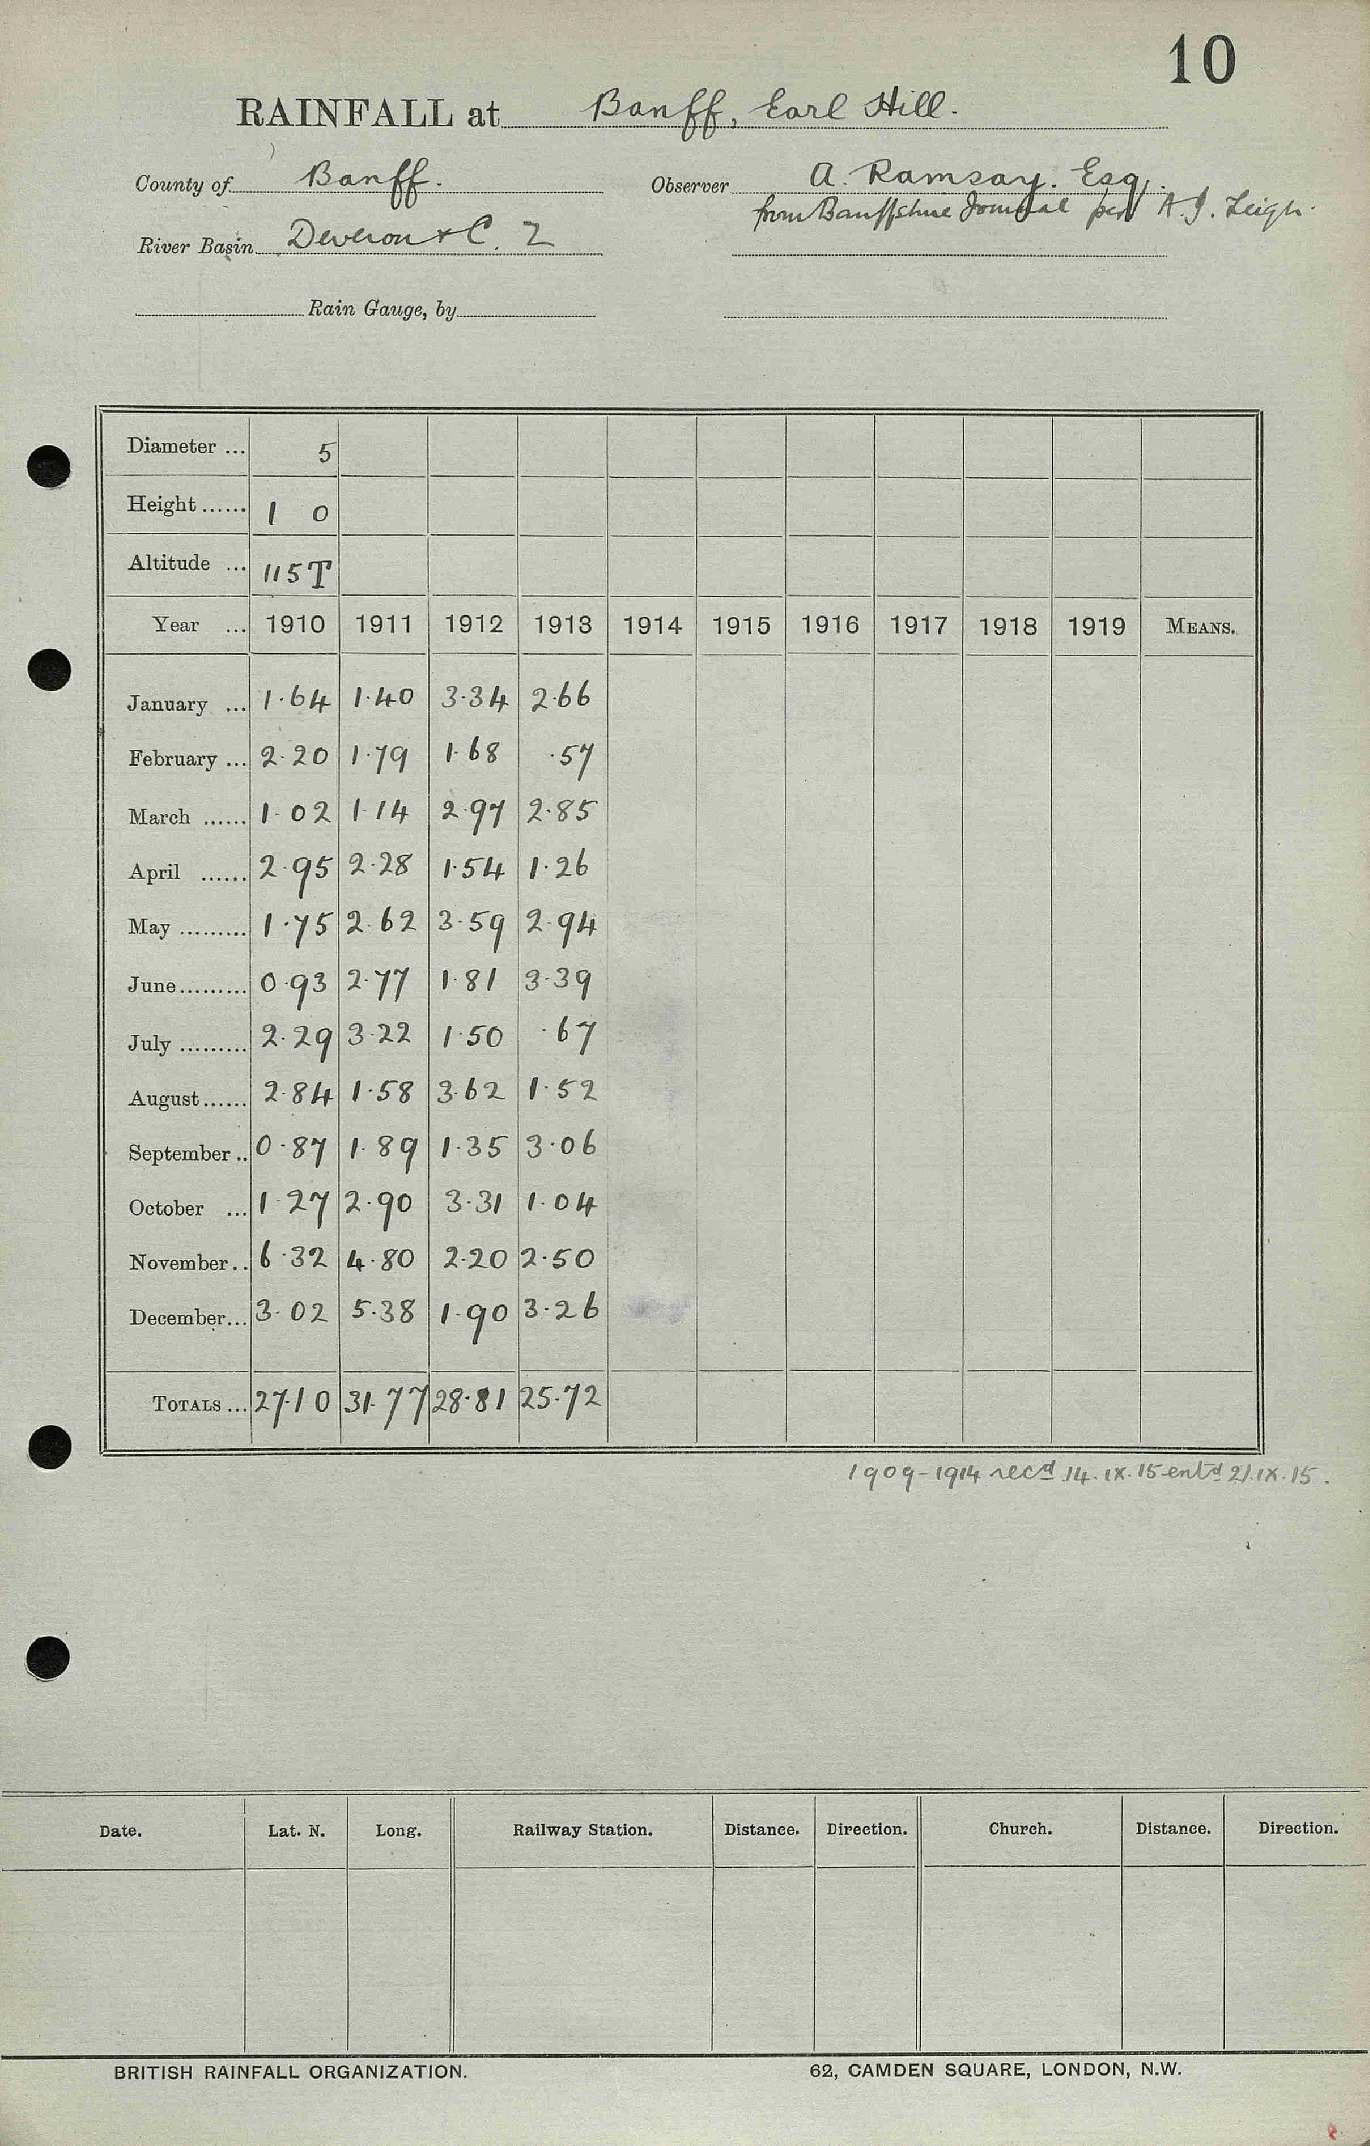 10
RAINFALL at Banff, Earl Hill.
County of Banff. Observer A. Ramsay. Esq.
from Banffshire Journal per A. J. Leigh.
River Basin Deveron & C. 2
Rain Gauge, by
Diameter ... 5
Height...... 1 0
Altitude ... 115T
Year ... 1910 1911 1912 1913 1914 1915 1916 1917 1918 1919 MEANS.
January ... 1.64 1.40 3.34 2.66
February ... 2.20 1.79 1.68 .57
March ...... 1.02 1.14 2.97 2.85
April ...... 2.95 2.28 1.54 1.26
May ......... 1.75 2.62 3.59 2.94
June......... 0.93 2.77 1.81 3.39
July ......... 2.29 3.22 1.50 .67
August...... 2.84 1.58 3.62 1.52
September .. 0.87 1.89 1.35 3.06
October ... 1.27 2.90 3.31 1.04
November.. 6.32 4.80 2.20 2.50
December... 3.02 5.38 1.90 3.26
TOTALS ... 27.10 31.77 28.81 25.72
1909-1914 recd 14.IX.15 entd 21.IX.15.
Date. Lat. N. Long. Railway Station. Distance. Direction. Church. Distance. Direction.
BRITISH RAINFALL ORGANIZATION. 62, CAMDEN SQUARE, LONDON, N.W.